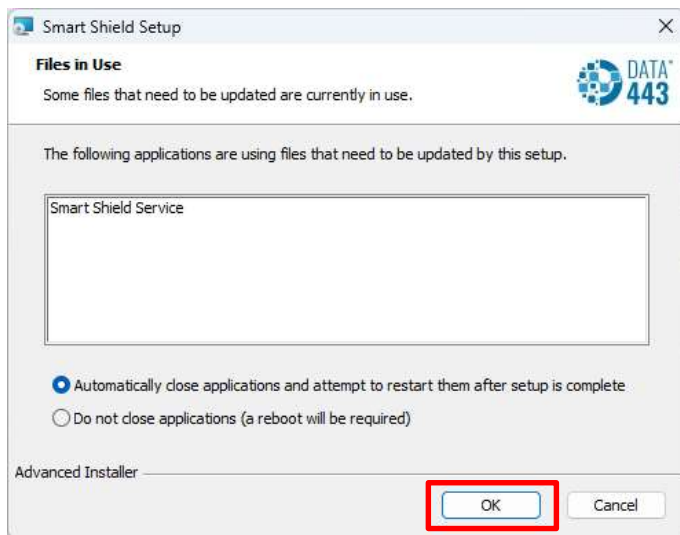 Smart Shield Setup
Files in Use
Some files that need to be updated are currently in use.
DATA™
443
The following applications are using files that need to be updated by this setup.
Smart Shield Service
Automatically close applications and attempt to restart them after setup is complete
Do not close applications (a reboot will be required)
Advanced Installer
OK
Cancel